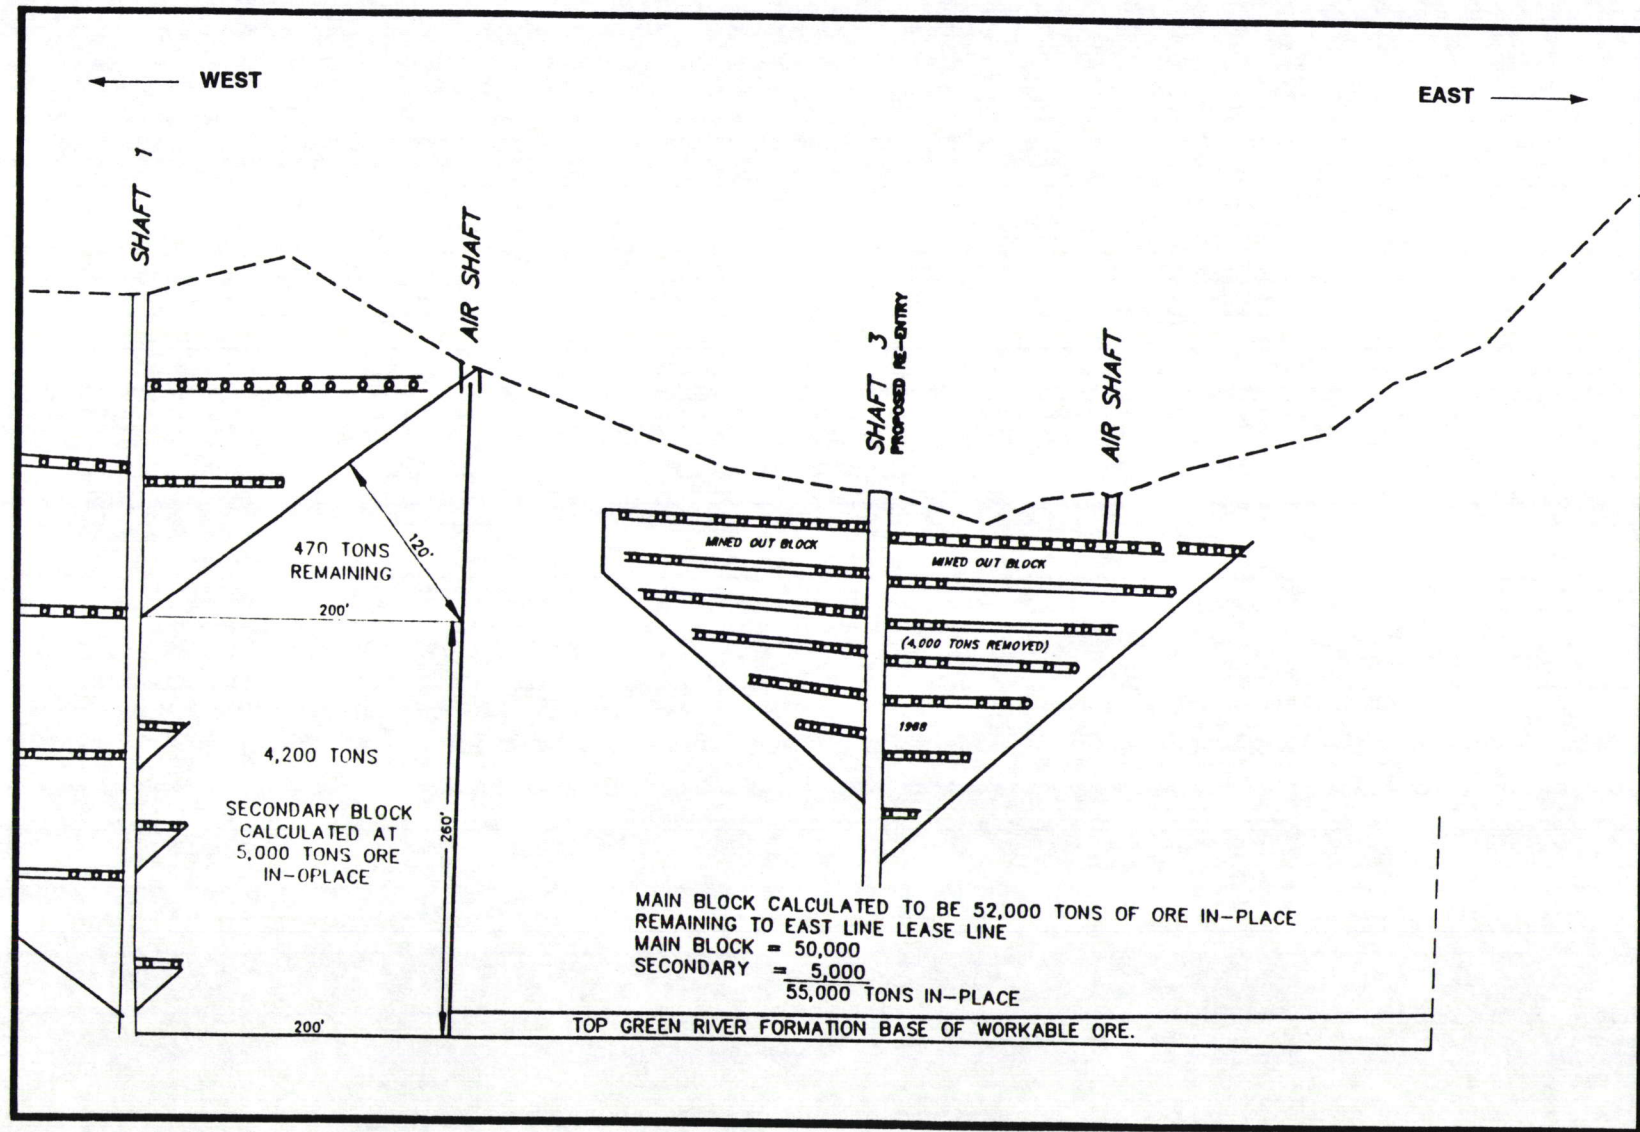 WEST
EAST
SHAFT 1
AIR SHAFT
SHAFT 3
PROPOSED RE-ENTRY
AIR SHAFT
470 TONS
REMAINING
120'
200'
MINED OUT BLOCK
MINED OUT BLOCK
(4,000 TONS REMOVED)
1968
4,200 TONS
SECONDARY BLOCK
CALCULATED AT
5,000 TONS ORE
IN-OPLACE
260'
MAIN BLOCK CALCULATED TO BE 52,000 TONS OF ORE IN-PLACE
REMAINING TO EAST LINE LEASE LINE
MAIN BLOCK = 50,000
SECONDARY = 5,000
55,000 TONS IN-PLACE
200'
TOP GREEN RIVER FORMATION BASE OF WORKABLE ORE.